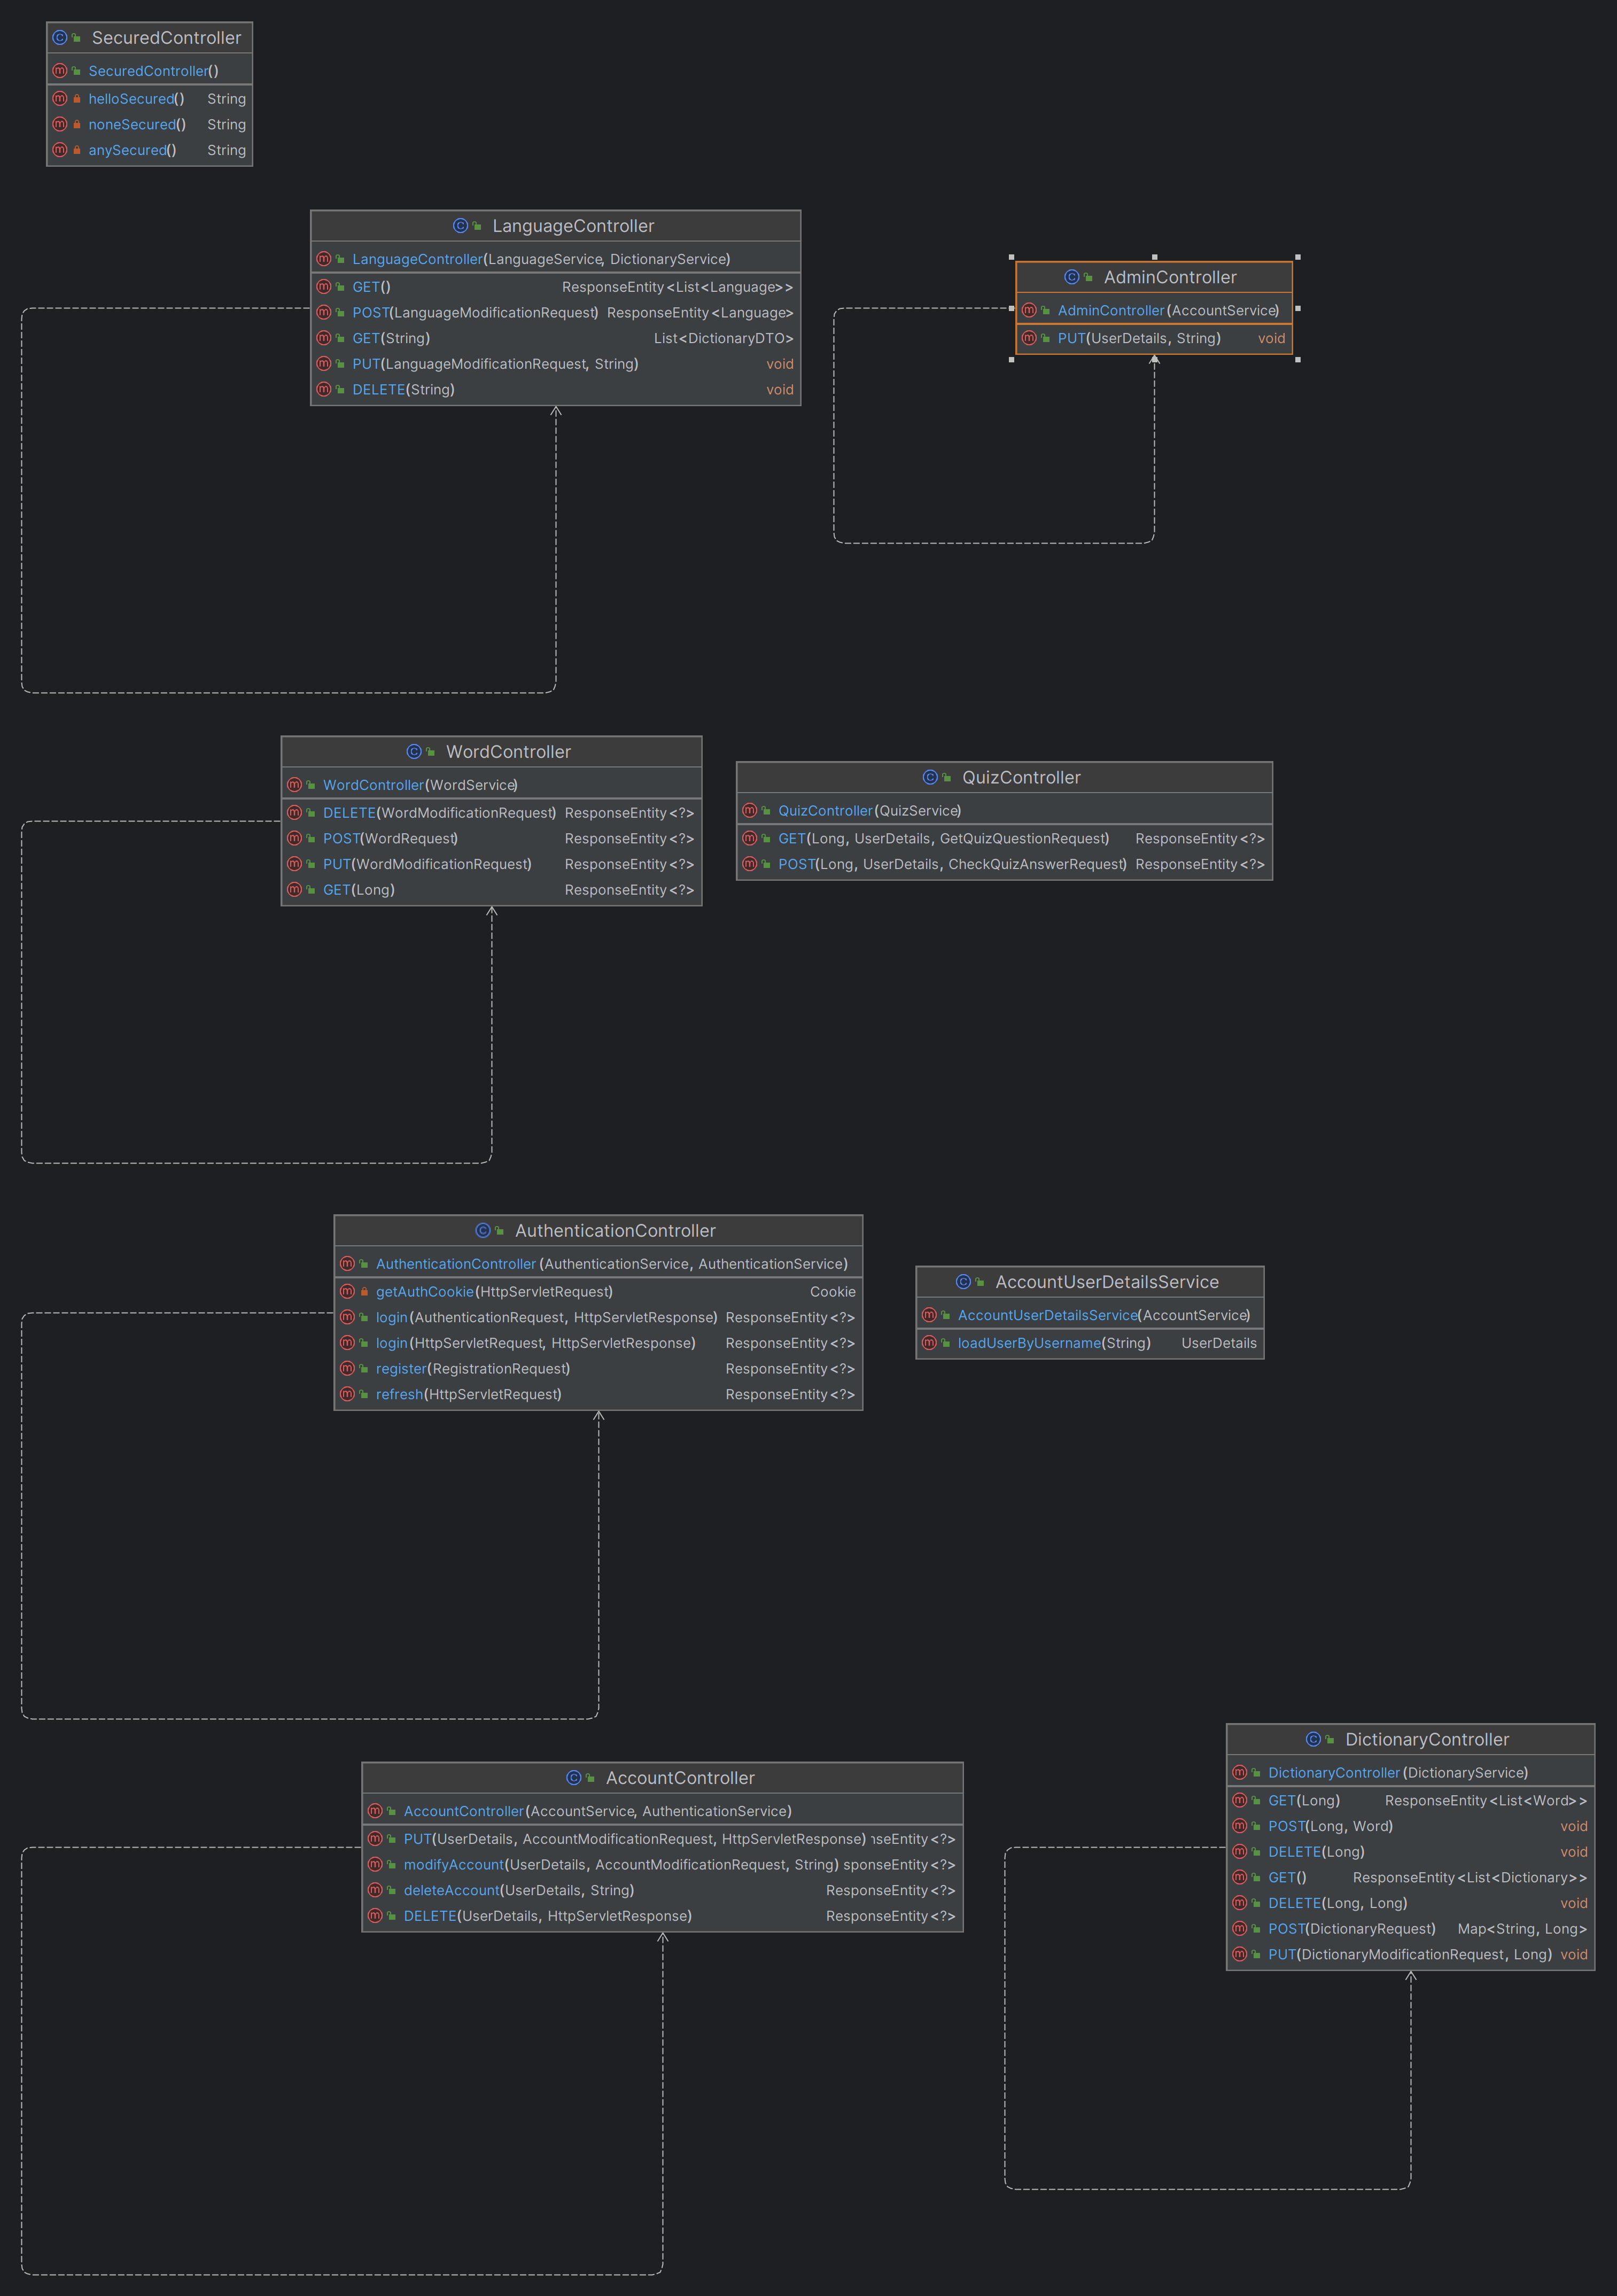 SecuredController
SecuredController()
helloSecured() String
noneSecured() String
anySecured() String
LanguageController
LanguageController(LanguageService, DictionaryService)
GET() ResponseEntity<List<Language>>
POST(LanguageModificationRequest) ResponseEntity<Language>
GET(String) List<DictionaryDTO>
PUT(LanguageModificationRequest, String) void
DELETE(String) void
AdminController
AdminController(AccountService)
PUT(UserDetails, String) void
WordController
WordController(WordService)
DELETE(WordModificationRequest) ResponseEntity<?>
POST(WordRequest) ResponseEntity<?>
PUT(WordModificationRequest) ResponseEntity<?>
GET(Long) ResponseEntity<?>
QuizController
QuizController(QuizService)
GET(Long, UserDetails, GetQuizQuestionRequest) ResponseEntity<?>
POST(Long, UserDetails, CheckQuizAnswerRequest) ResponseEntity<?>
AuthenticationController
AuthenticationController(AuthenticationService, AuthenticationService)
getAuthCookie(HttpServletRequest) Cookie
login(AuthenticationRequest, HttpServletResponse) ResponseEntity<?>
login(HttpServletRequest, HttpServletResponse) ResponseEntity<?>
register(RegistrationRequest) ResponseEntity<?>
refresh(HttpServletRequest) ResponseEntity<?>
AccountUserDetailsService
AccountUserDetailsService(AccountService)
loadUserByUsername(String) UserDetails
AccountController
AccountController(AccountService, AuthenticationService)
PUT(UserDetails, AccountModificationRequest, HttpServletResponse) nseEntity<?>
modifyAccount(UserDetails, AccountModificationRequest, String) sponseEntity<?>
deleteAccount(UserDetails, String) ResponseEntity<?>
DELETE(UserDetails, HttpServletResponse) ResponseEntity<?>
DictionaryController
DictionaryController(DictionaryService)
GET(Long) ResponseEntity<List<Word>>
POST(Long, Word) void
DELETE(Long) void
GET() ResponseEntity<List<Dictionary>>
DELETE(Long, Long) void
POST(DictionaryRequest) Map<String, Long>
PUT(DictionaryModificationRequest, Long) void